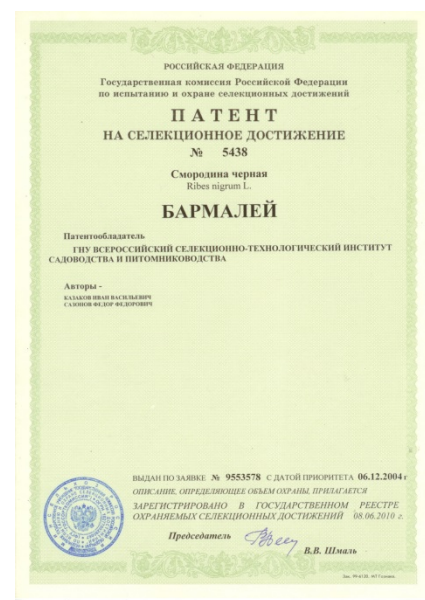 РОССИЙСКАЯ ФЕДЕРАЦИЯ
Государственная комиссия Российской Федерации
по испытанию и охране селекционных достижений
ПАТЕНТ
НА СЕЛЕКЦИОННОЕ ДОСТИЖЕНИЕ
№ 5438
Смородина черная
Ribes nigrum L.
БАРМАЛЕЙ
Патентообладатель
ГНУ ВСЕРОССИЙСКИЙ СЕЛЕКЦИОННО-ТЕХНОЛОГИЧЕСКИЙ ИНСТИТУТ
САДОВОДСТВА И ПИТОМНИКОВОДСТВА
Авторы -
КАЗАКОВ ИВАН ВАСИЛЬЕВИЧ
САЗОНОВ ФЕДОР ФЕДОРОВИЧ
ВЫДАН ПО ЗАЯВКЕ № 9553578 С ДАТОЙ ПРИОРИТЕТА 06.12.2004 г
ОПИСАНИЕ, ОПРЕДЕЛЯЮЩЕЕ ОБЪЕМ ОХРАНЫ, ПРИЛАГАЕТСЯ
ЗАРЕГИСТРИРОВАНО В ГОСУДАРСТВЕННОМ РЕЕСТРЕ
ОХРАНЯЕМЫХ СЕЛЕКЦИОННЫХ ДОСТИЖЕНИЙ 08.06.2010 г.
Председатель
В.В. Шмаль